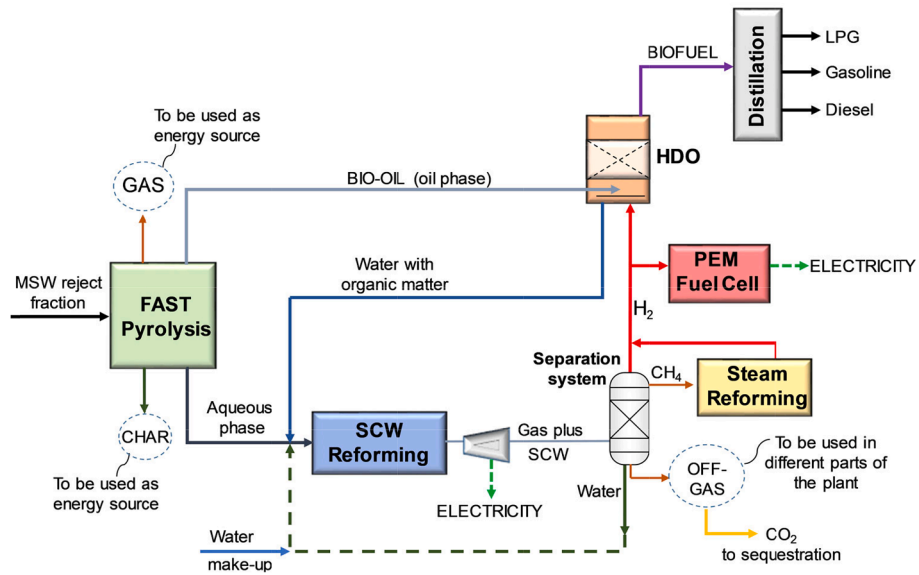 BIOFUEL
Distillation
LPG
Gasoline
Diesel
To be used as
energy source
GAS
HDO
BIO-OIL (oil phase)
MSW reject
fraction
FAST
Pyrolysis
Water with
organic matter
PEM
Fuel Cell
ELECTRICITY
H2
Separation
system
CH4
Steam
Reforming
Aqueous
phase
SCW
Reforming
Gas plus
SCW
CHAR
To be used as
energy source
ELECTRICITY
Water
OFF-
GAS
To be used in
different parts of
the plant
Water
make-up
CO2
to sequestration